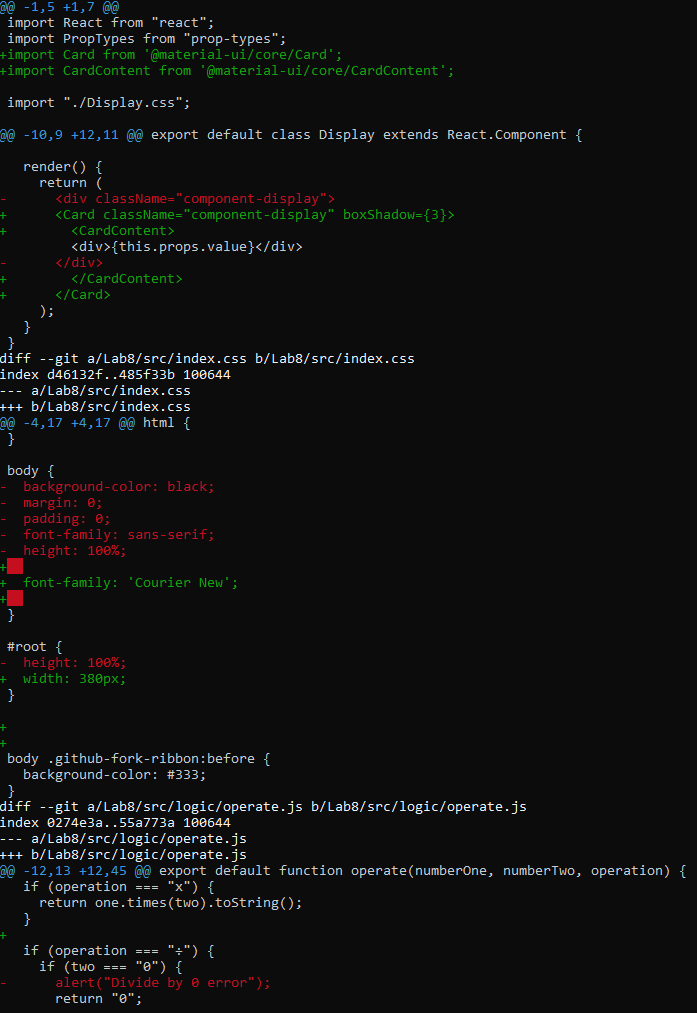 @@ -1,5 +1,7 @@
 import React from "react";
 import PropTypes from "prop-types";
+import Card from '@material-ui/core/Card';
+import CardContent from '@material-ui/core/CardContent';

 import "./Display.css";

@@ -10,9 +12,11 @@ export default class Display extends React.Component {

   render() {
     return (
-      <div className="component-display">
+      <Card className="component-display" boxShadow={3}>
+        <CardContent>
         <div>{this.props.value}</div>
-      </div>
+        </CardContent>
+      </Card>
     );
   }
 }
diff --git a/Lab8/src/index.css b/Lab8/src/index.css
index d46132f..485f33b 100644
--- a/Lab8/src/index.css
+++ b/Lab8/src/index.css
@@ -4,17 +4,17 @@ html {
 }

 body {
-  background-color: black;
-  margin: 0;
-  padding: 0;
-  font-family: sans-serif;
-  height: 100%;
+
+  font-family: 'Courier New';
+
 }

 #root {
-  height: 100%;
+  width: 380px;
 }

+
+
 body .github-fork-ribbon:before {
   background-color: #333;
 }
diff --git a/Lab8/src/logic/operate.js b/Lab8/src/logic/operate.js
index 0274e3a..55a773a 100644
--- a/Lab8/src/logic/operate.js
+++ b/Lab8/src/logic/operate.js
@@ -12,13 +12,45 @@ export default function operate(numberOne, numberTwo, operation) {
   if (operation === "x") {
     return one.times(two).toString();
   }
+
   if (operation === "÷") {
     if (two === "0") {
-      alert("Divide by 0 error");
       return "0";